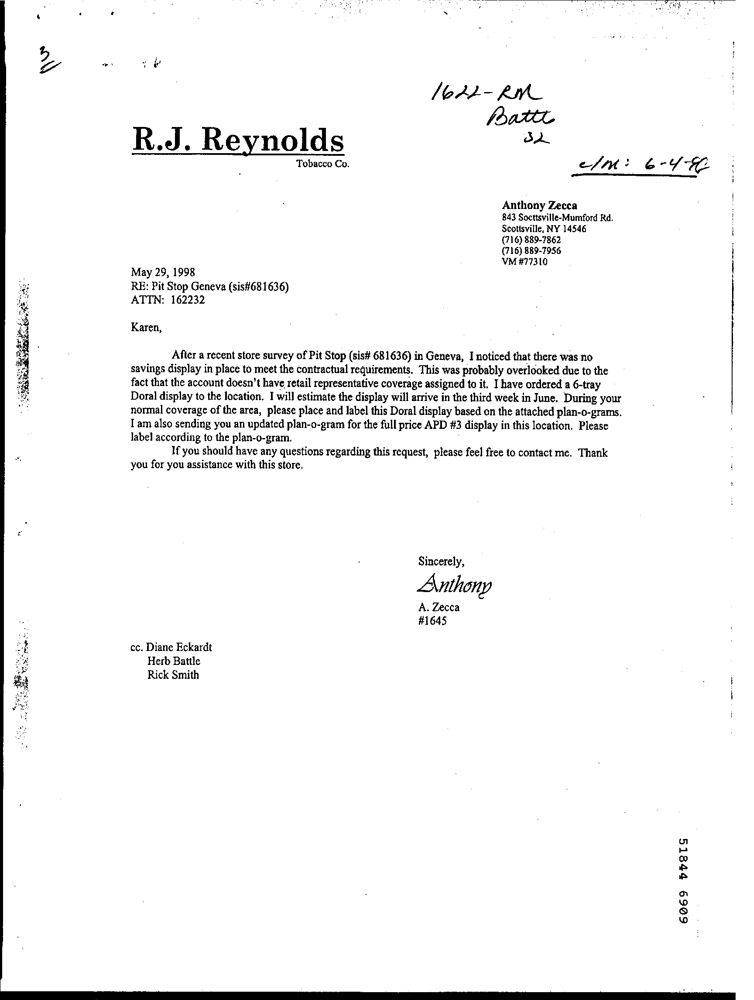 1622-RM
Battle
32
R.J. Reynolds
Tobacco Co.
c/m: 6-4-98
Anthony Zecca
843 Socttsville-Mumford Rd.
Scottsville, NY 14546
(716) 889-7862
(716) 889-7956
VM #77310
May 29, 1998
RE: Pit Stop Geneva (sis#681636)
ATTN: 162232
Karen,
After a recent store survey of Pit Stop (sis# 681636) in Geneva, I noticed that there was no
savings display in place to meet the contractual requirements. This was probably overlooked due to the
fact that the account doesn't have retail representative coverage assigned to it. I have ordered a 6-tray
Doral display to the location. I will estimate the display will arrive in the third week in June. During your
normal coverage of the area, please place and label this Doral display based on the attached plan-o-grams.
I am also sending you an updated plan-o-gram for the full price APD #3 display in this location. Please
label according to the plan-o-gram.
If you should have any questions regarding this request, please feel free to contact me. Thank
you for you assistance with this store.
Sincerely,
Anthony
A. Zecca
#1645
cc. Diane Eckardt
Herb Battle
Rick Smith
51844 6909